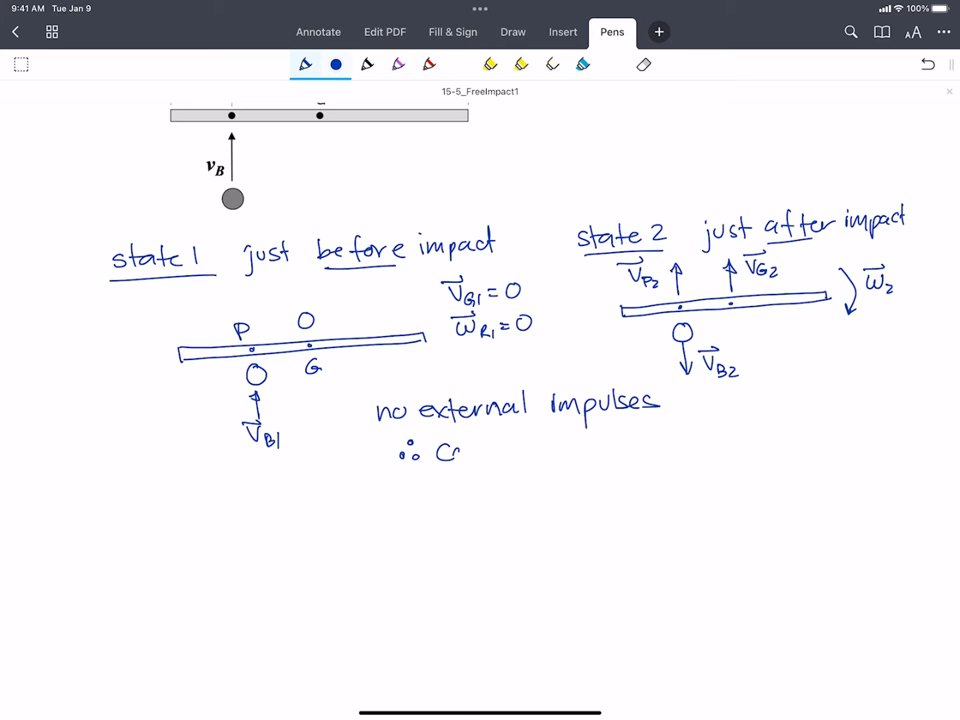 9:41 AM Tue Jan 9
100%
Annotate Edit PDF Fill & Sign Draw Insert Pens
AA
15-5_FreeImpact1
G
v_B
state 1 just before impact
v_G1 = 0
ω_R1 = 0
P O
G
v_B1
state 2 just after impact
v_P2 v_G2
ω_2
v_B2
no external impulses
∴ Co